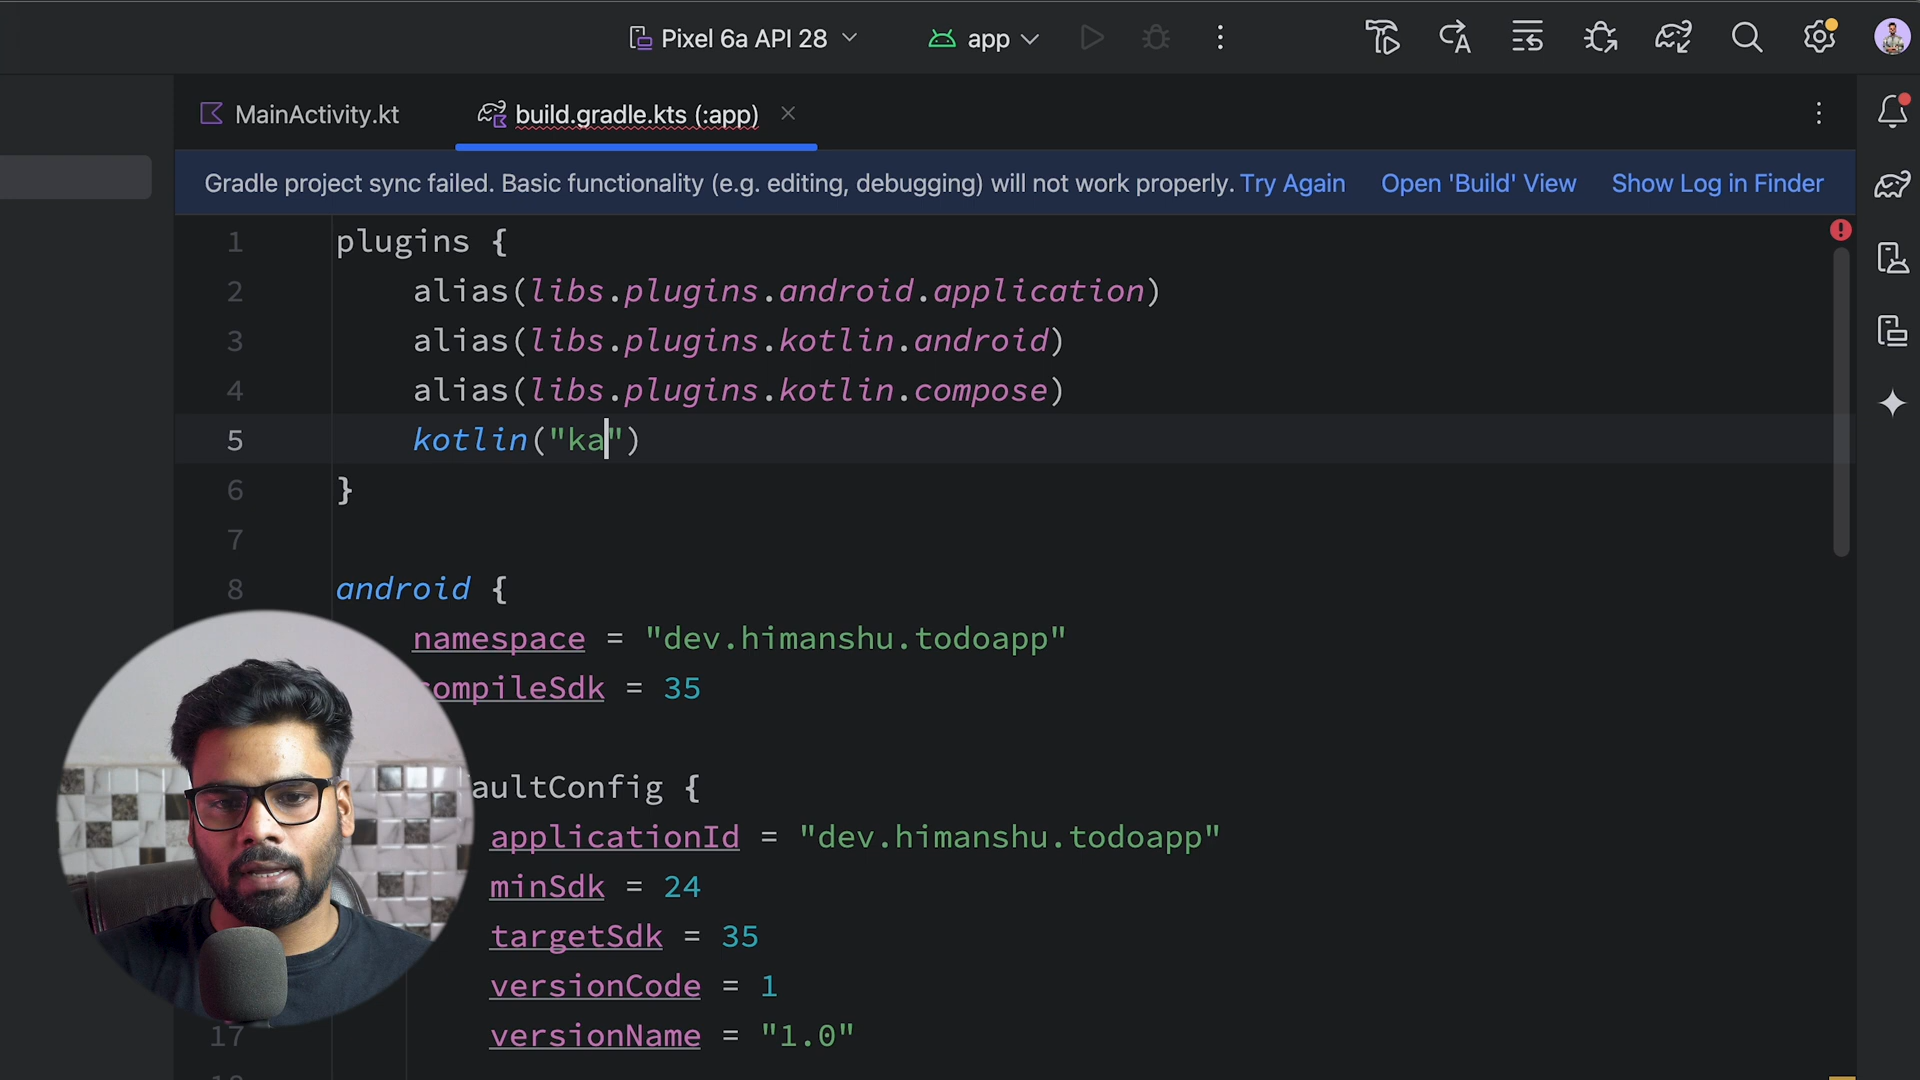 Pixel 6a API 28
app
MainActivity.kt
build.gradle.kts (:app)
Gradle project sync failed. Basic functionality (e.g. editing, debugging) will not work properly. Try Again Open 'Build' View Show Log in Finder
1 plugins {
2 alias(libs.plugins.android.application)
3 alias(libs.plugins.kotlin.android)
4 alias(libs.plugins.kotlin.compose)
5 kotlin("ka")
6 }
7
8 android {
namespace = "dev.himanshu.todoapp"
compileSdk = 35
aultConfig {
applicationId = "dev.himanshu.todoapp"
minSdk = 24
targetSdk = 35
versionCode = 1
17 versionName = "1.0"